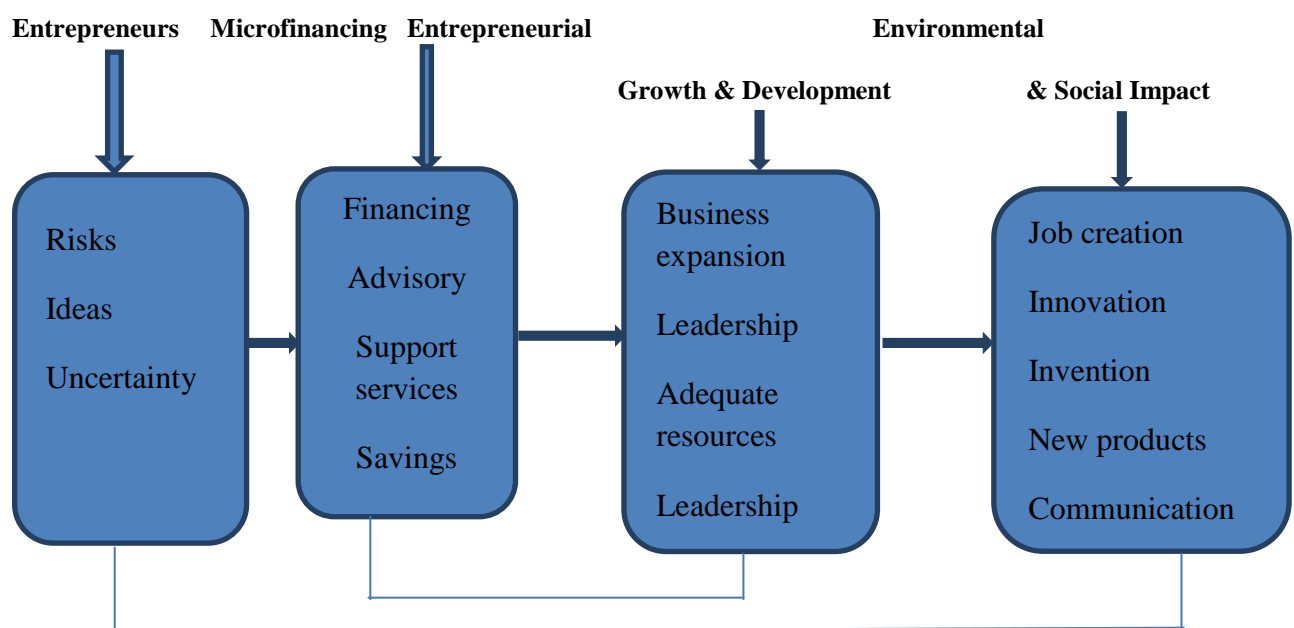 Entrepreneurs Microfinancing Entrepreneurial Environmental
Growth & Development & Social Impact
Risks
Ideas
Uncertainty
Financing
Advisory
Support
services
Savings
Business
expansion
Leadership
Adequate
resources
Leadership
Job creation
Innovation
Invention
New products
Communication